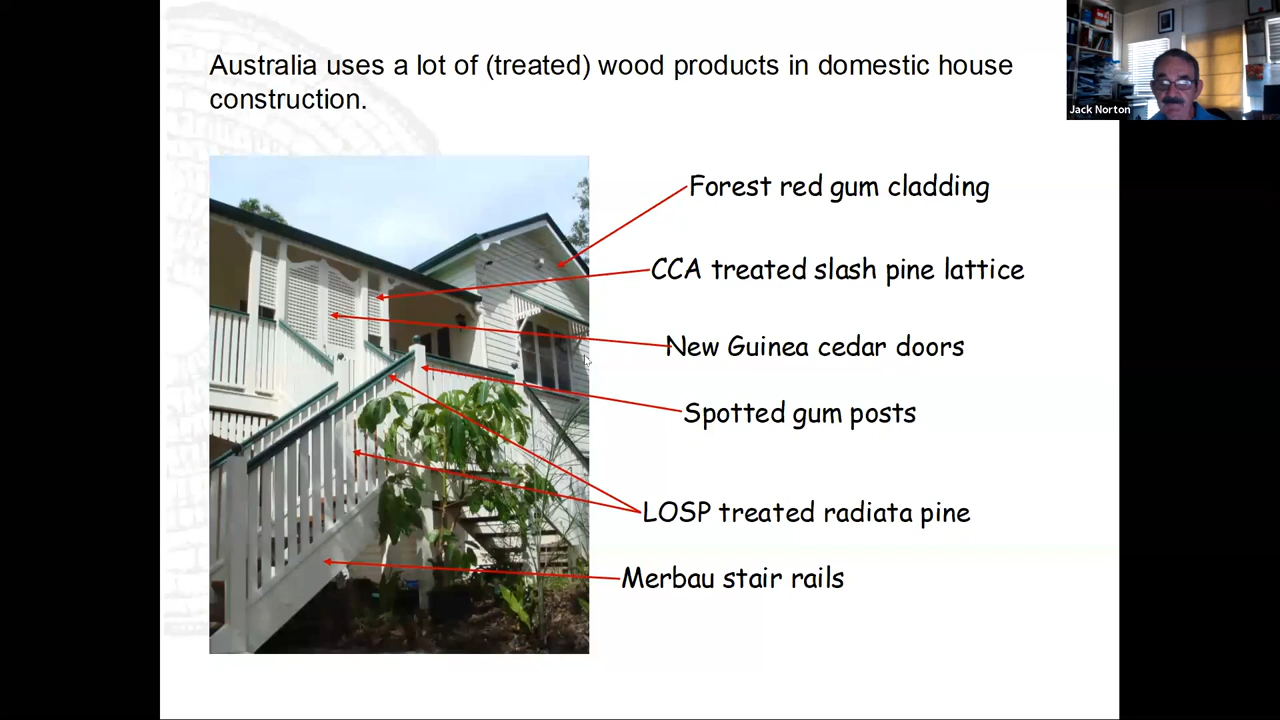 Australia uses a lot of (treated) wood products in domestic house
construction.
Jack Norton
Forest red gum cladding
CCA treated slash pine lattice
New Guinea cedar doors
Spotted gum posts
LOSP treated radiata pine
Merbau stair rails